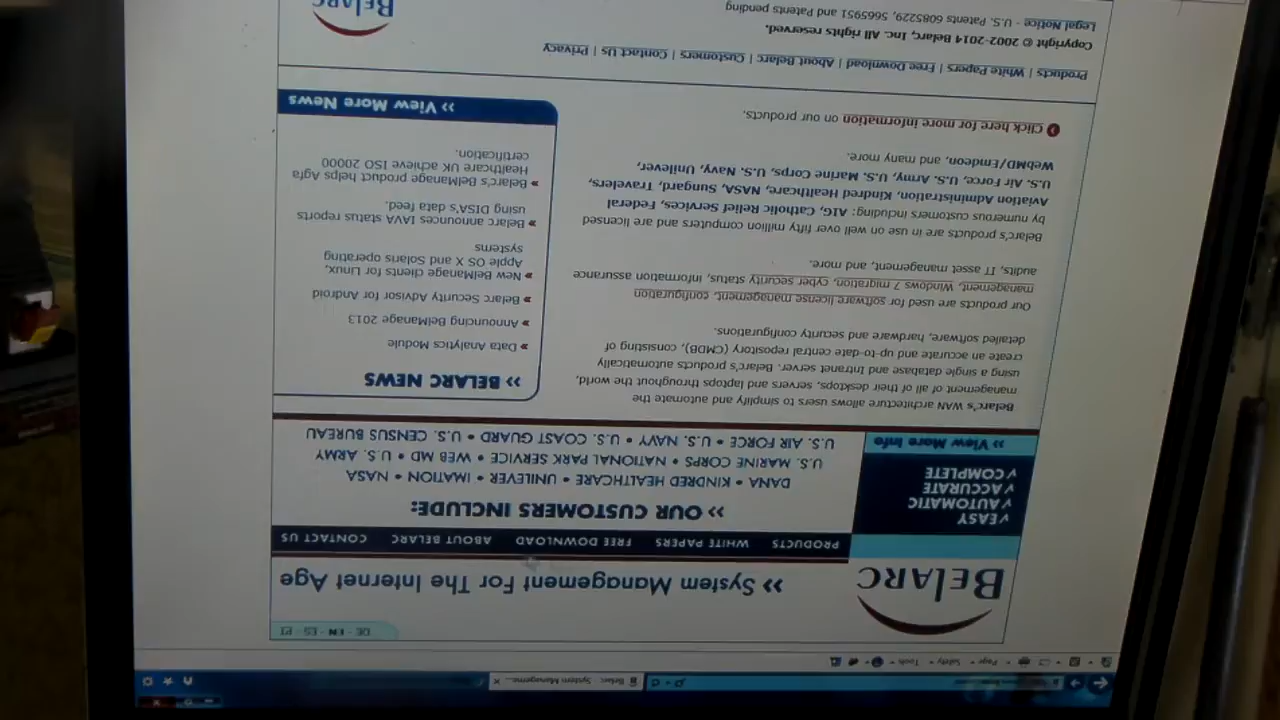 Belarc - System Manageme...
Page Safety Tools
DE · EN · ES · PT
BELARC
>> System Management For The Internet Age
PRODUCTS WHITE PAPERS FREE DOWNLOAD ABOUT BELARC CONTACT US
√EASY
√AUTOMATIC
√ACCURATE
√COMPLETE
>> View More Info
>> OUR CUSTOMERS INCLUDE:
DANA • KINDRED HEALTHCARE • UNILEVER • IMATION • NASA
U.S. MARINE CORPS • NATIONAL PARK SERVICE • WEB MD • U.S. ARMY
U.S. AIR FORCE • U.S. NAVY • U.S. COAST GUARD • U.S. CENSUS BUREAU
Belarc's WAN architecture allows users to simplify and automate the
management of all of their desktops, servers and laptops throughout the world,
using a single database and Intranet server. Belarc's products automatically
create an accurate and up-to-date central repository (CMDB), consisting of
detailed software, hardware and security configurations.
Our products are used for software license management, configuration
management, Windows 7 migration, cyber security status, information assurance
audits, IT asset management, and more.
Belarc's products are in use on well over fifty million computers and are licensed
by numerous customers including: AIG, Catholic Relief Services, Federal
Aviation Administration, Kindred Healthcare, NASA, Sungard, Travelers,
U.S. Air Force, U.S. Army, U.S. Marine Corps, U.S. Navy, Unilever,
WebMD/Emdeon, and many more.
Click here for more information on our products.
>> BELARC NEWS
» Data Analytics Module
» Announcing BelManage 2013
» Belarc Security Advisor for Android
» New BelManage clients for Linux,
Apple OS X and Solaris operating
systems
» Belarc announces IAVA status reports
using DISA's data feed.
» Belarc's BelManage product helps Agfa
Healthcare UK achieve ISO 20000
certification.
>> View More News
Products | White Papers | Free Download | About Belarc | Customers | Contact Us | Privacy
Copyright © 2002-2014 Belarc, Inc. All rights reserved.
Legal Notice - U.S. Patents 6085229, 5665951 and Patents pending
BELARC